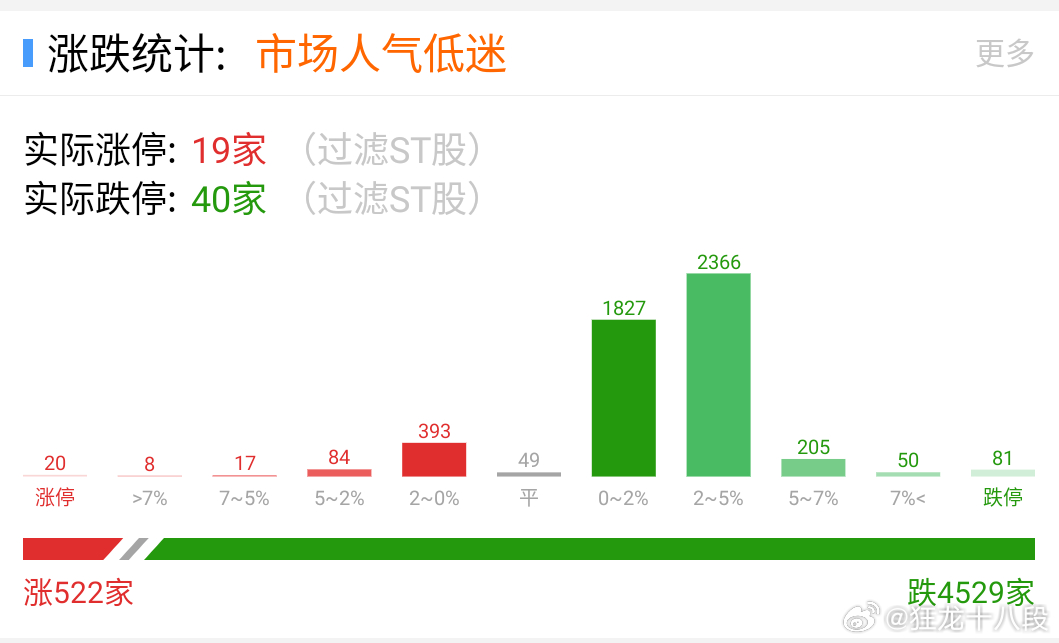 涨跌统计: 市场人气低迷 更多
实际涨停: 19家 （过滤ST股）
实际跌停: 40家 （过滤ST股）
20 8 17 84 393 49 1827 2366 205 50 81
涨停 >7% 7~5% 5~2% 2~0% 平 0~2% 2~5% 5~7% 7%< 跌停
涨522家 跌4529家
@狂龙十八段